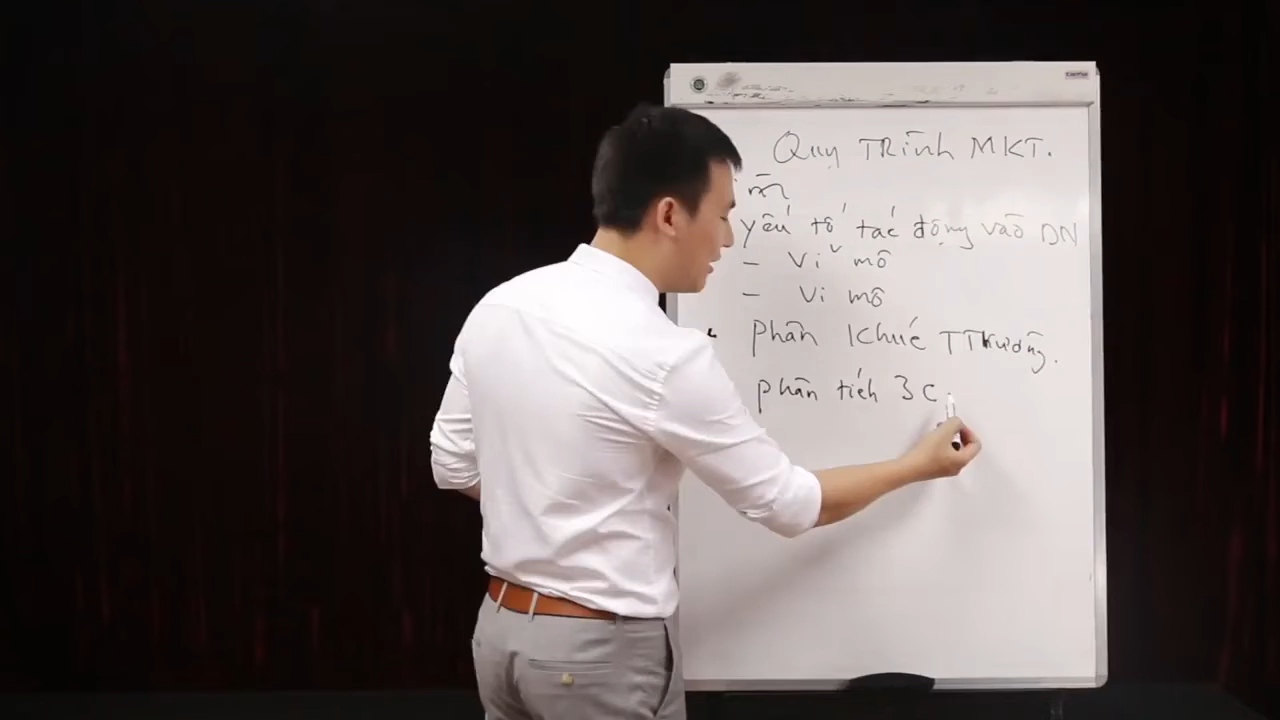 Quy TRình MKT.
yếu tố tác động vào DN
- Vĩ mô
- Vi mô
phân khúc TTrường.
phân tích 3C